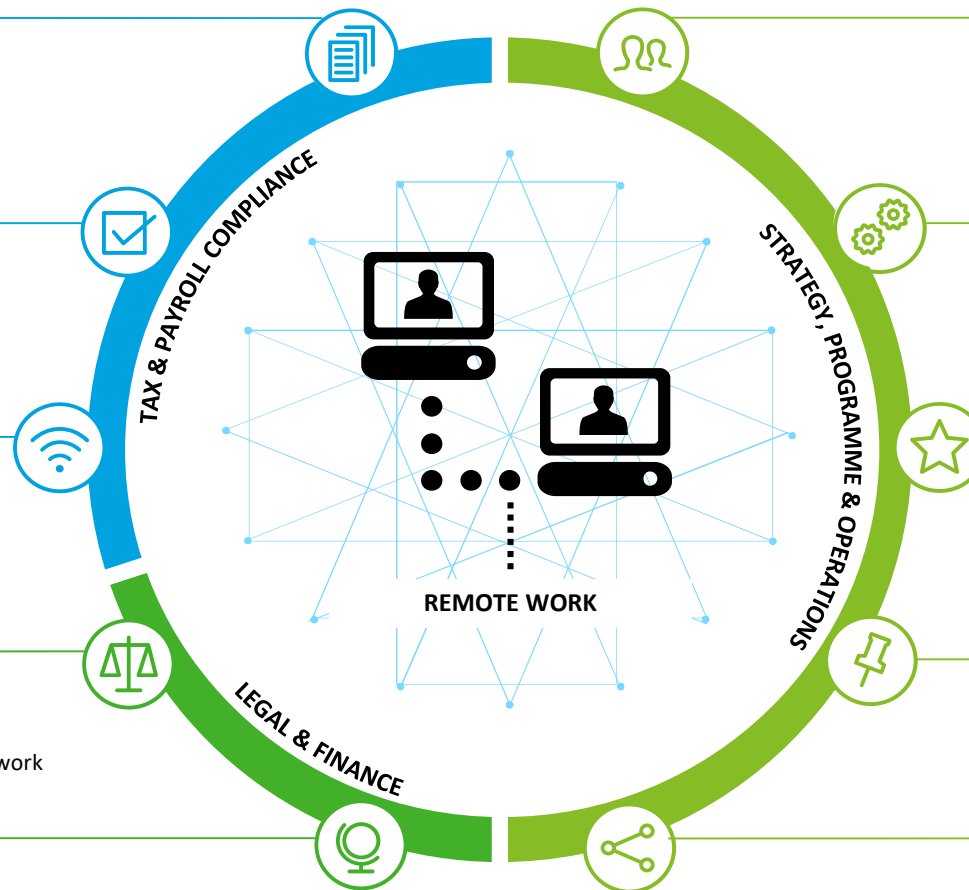 TAX & PAYROLL COMPLIANCE
STRATEGY, PROGRAMME & OPERATIONS
REMOTE WORK
LEGAL & FINANCE
work